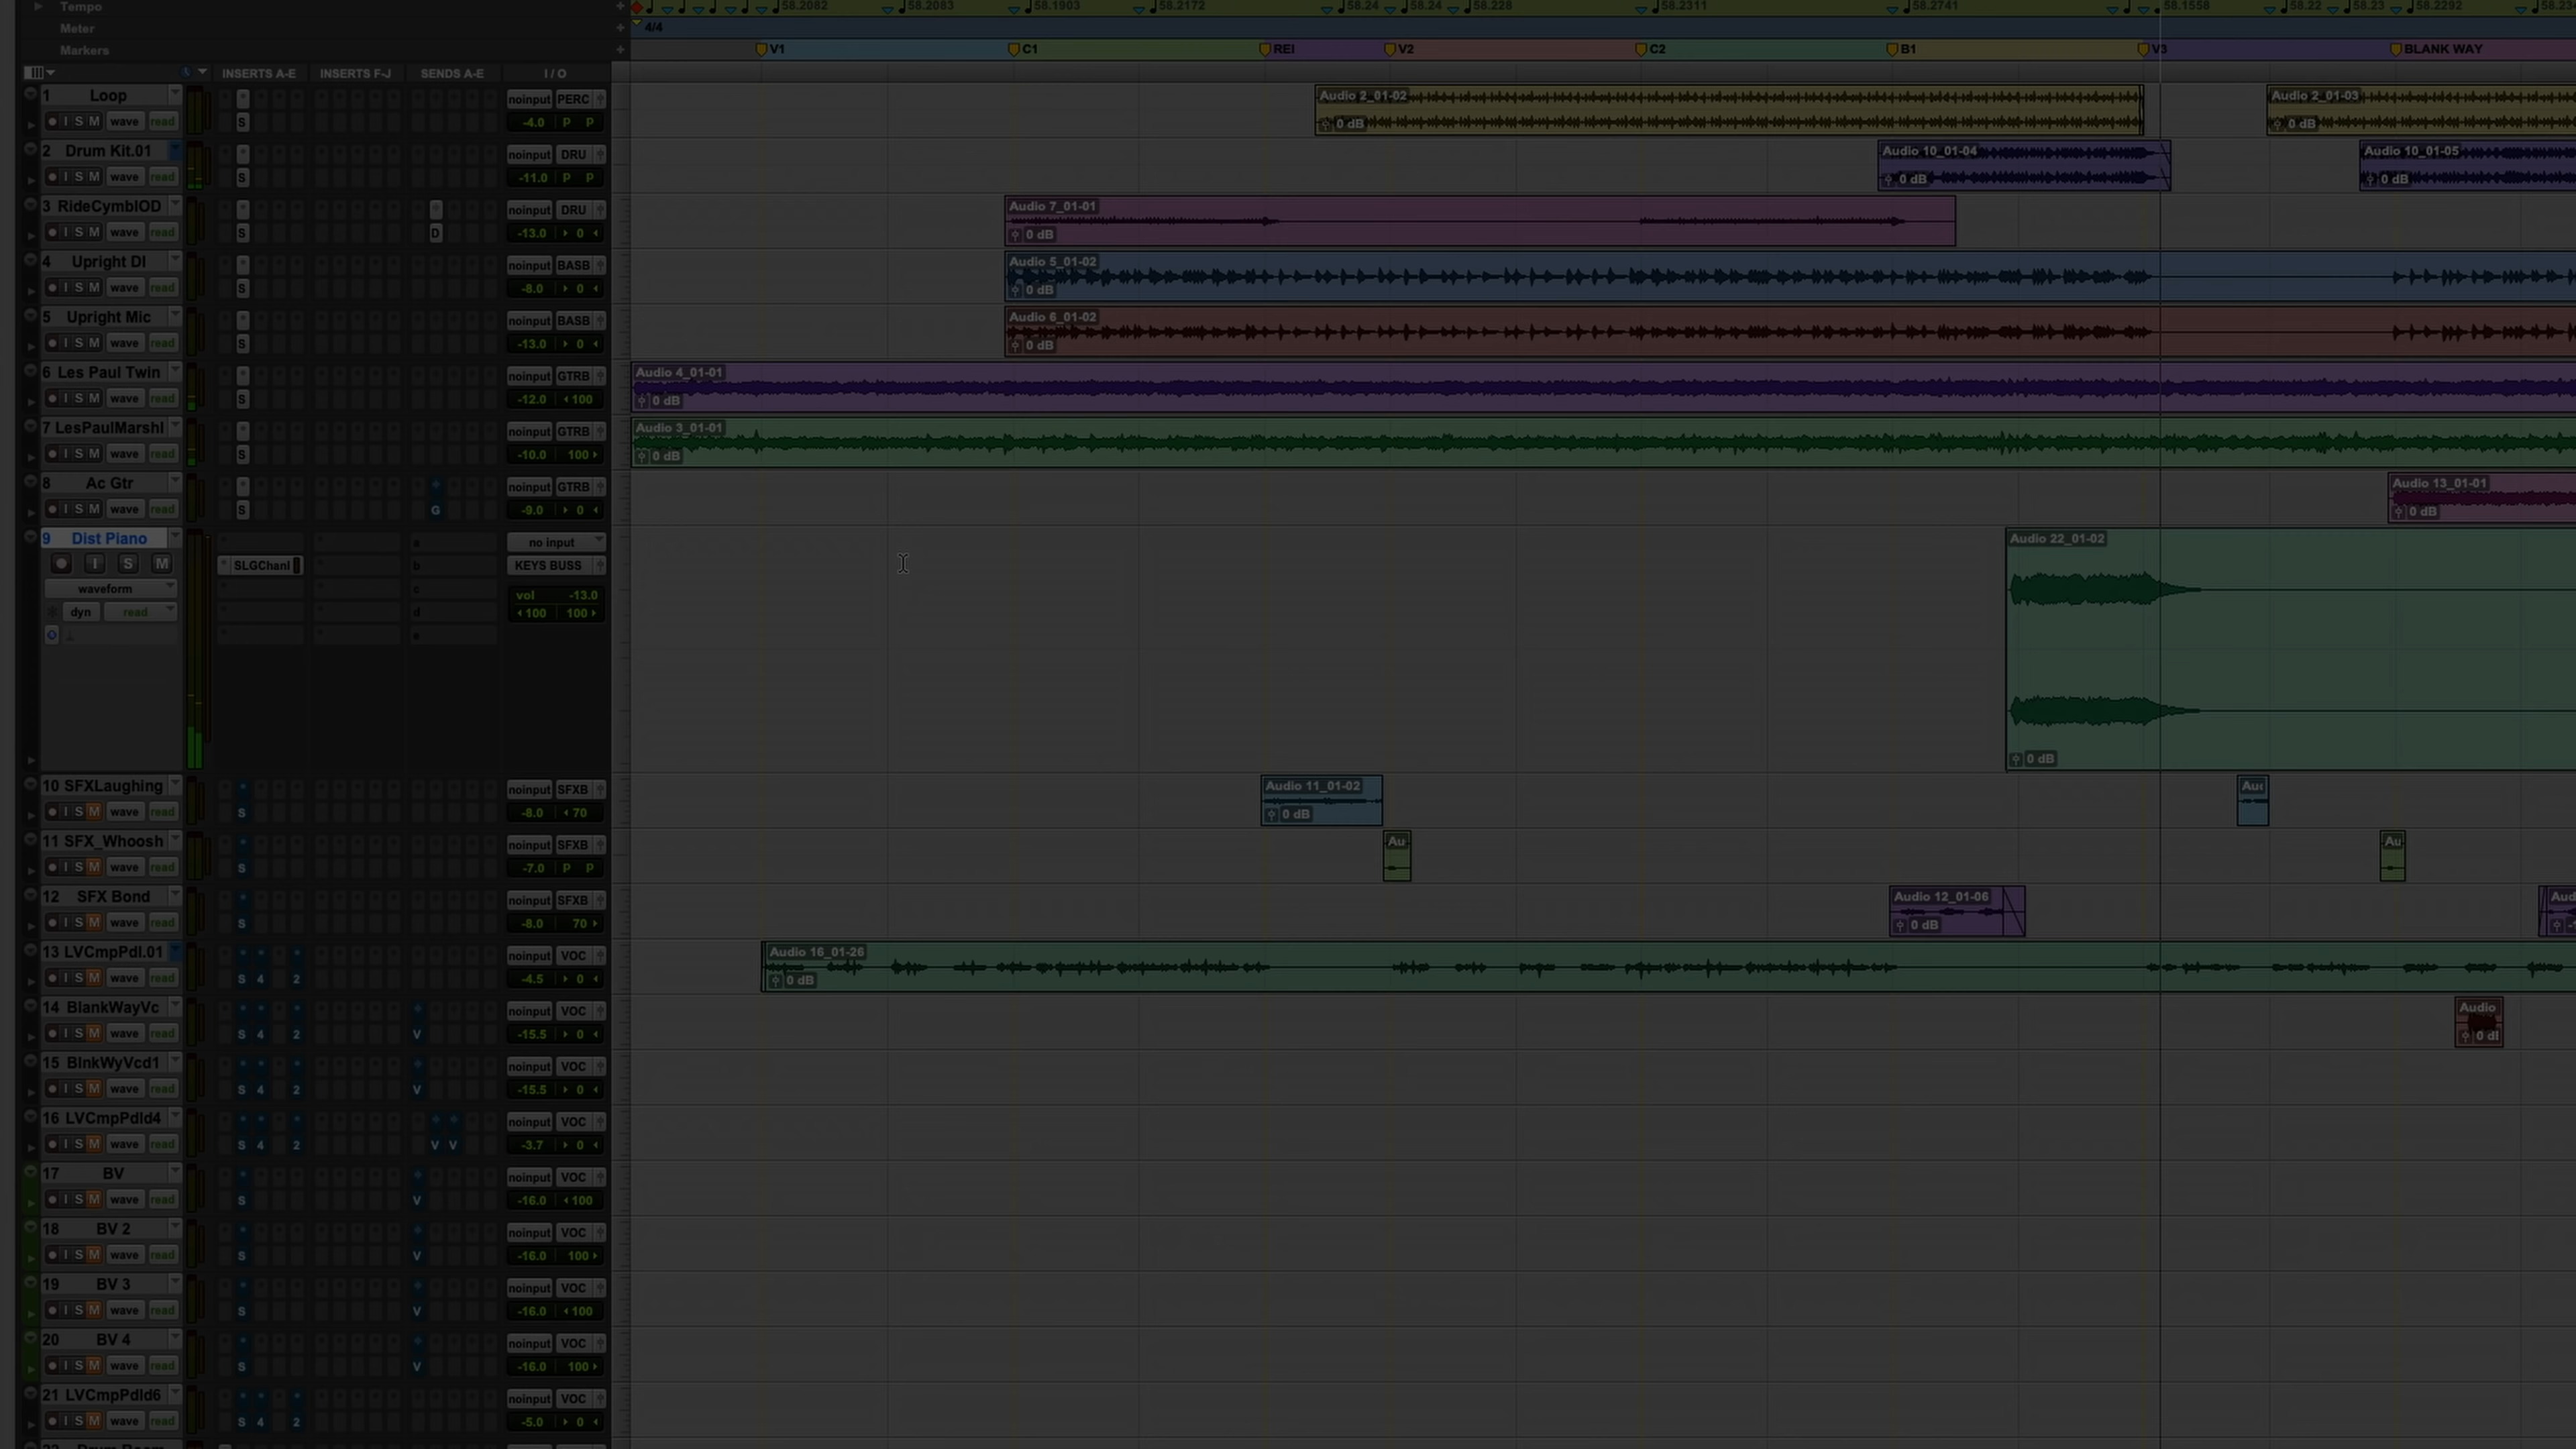 Tempo + 58.2082 58.2083 58.1903 58.2172 58.24 58.24 58.228 58.2311 58.2741 58.1558 58.22 58.23 58.2292
Meter + 4/4
Markers + V1 C1 REI V2 C2 B1 V3 BLANK WAY
INSERTS A-E INSERTS F-J SENDS A-E I / O
1 Loop noinput PERC Audio 2_01-02 Audio 2_01-03
I S M wave read S -4.0 P P 0 dB 0 dB
2 Drum Kit.01 noinput DRU Audio 10_01-04 Audio 10_01-05
I S M wave read S -11.0 P P 0 dB 0 dB
3 RideCymblOD noinput DRU Audio 7_01-01
I S M wave read S D -13.0 0 0 dB
4 Upright DI noinput BASB Audio 5_01-02
I S M wave read S -8.0 0 0 dB
5 Upright Mic noinput BASB Audio 6_01-02
I S M wave read S -13.0 0 0 dB
6 Les Paul Twin noinput GTRB Audio 4_01-01
I S M wave read S -12.0 100 0 dB
7 LesPaulMarshl noinput GTRB Audio 3_01-01
I S M wave read S -10.0 100 0 dB
8 Ac Gtr noinput GTRB Audio 13_01-01
I S M wave read S G -9.0 0 0 dB
9 Dist Piano a no input Audio 22_01-02
I S M SLGChanl b KEYS BUSS
waveform c vol -13.0
dyn read d 100 100
e
0 dB
10 SFXLaughing noinput SFXB Audio 11_01-02
I S M wave read S -8.0 70 0 dB
11 SFX_Whoosh noinput SFXB Au Au
I S M wave read S -7.0 P P
12 SFX Bond noinput SFXB Audio 12_01-06
I S M wave read S -8.0 70 0 dB
13 LVCmpPdl.01 noinput VOC Audio 16_01-26
I S M wave read S 4 2 -4.5 0 0 dB
14 BlankWayVc noinput VOC Audio
I S M wave read S 4 2 V -15.5 0
15 BlnkWyVcd1 noinput VOC
I S M wave read S 4 2 V -15.5 0
16 LVCmpPdld4 noinput VOC
I S M wave read S 4 2 V V -3.7 0
17 BV noinput VOC
I S M wave read S V -16.0 100
18 BV 2 noinput VOC
I S M wave read S V -16.0 100
19 BV 3 noinput VOC
I S M wave read S V -16.0 100
20 BV 4 noinput VOC
I S M wave read S V -16.0 100
21 LVCmpPdld6 noinput VOC
I S M wave read S 4 2 -5.0 0